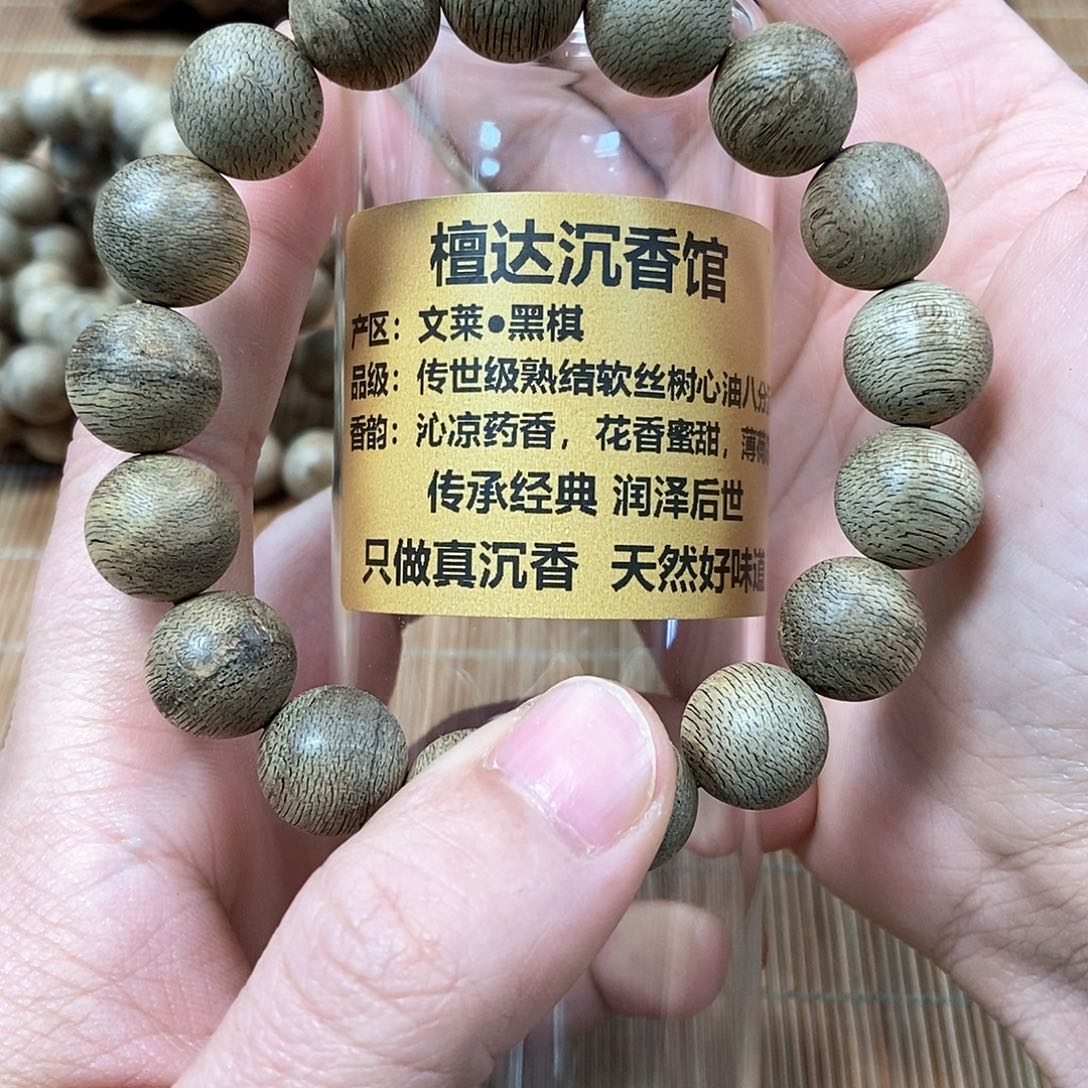 檀达沉香馆
产区：文莱●黑棋
品级：传世级熟结软丝树心油八分
香韵：沁凉药香，花香蜜甜，薄荷
传承经典 润泽后世
只做真沉香 天然好味道